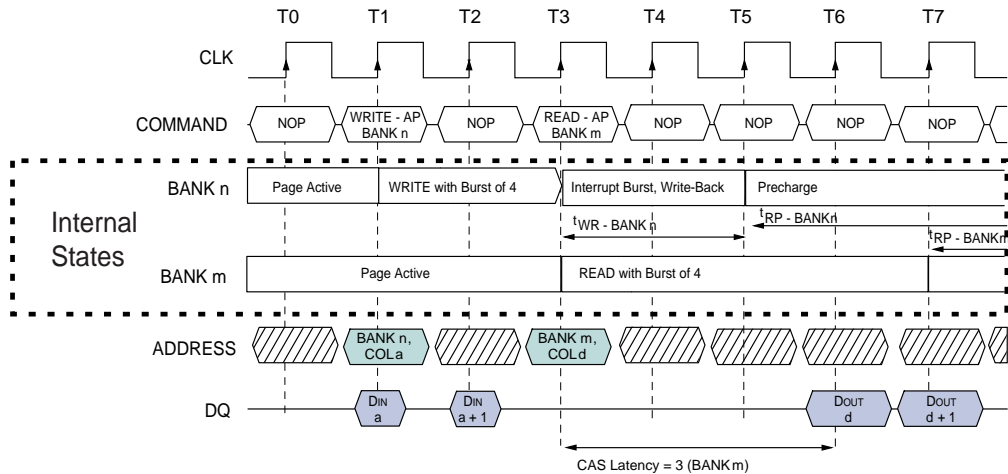 T0 T1 T2 T3 T4 T5 T6 T7
CLK
COMMAND NOP WRITE - AP BANK n NOP READ - AP BANK m NOP NOP NOP NOP
Internal States
BANK n Page Active WRITE with Burst of 4 Interrupt Burst, Write-Back Precharge
tWR - BANK n tRP - BANK n
tRP - BANK m
BANK m Page Active READ with Burst of 4
ADDRESS BANK n, COL a BANK m, COL d
DQ DIN a DIN a + 1 DOUT d DOUT d + 1
CAS Latency = 3 (BANK m)